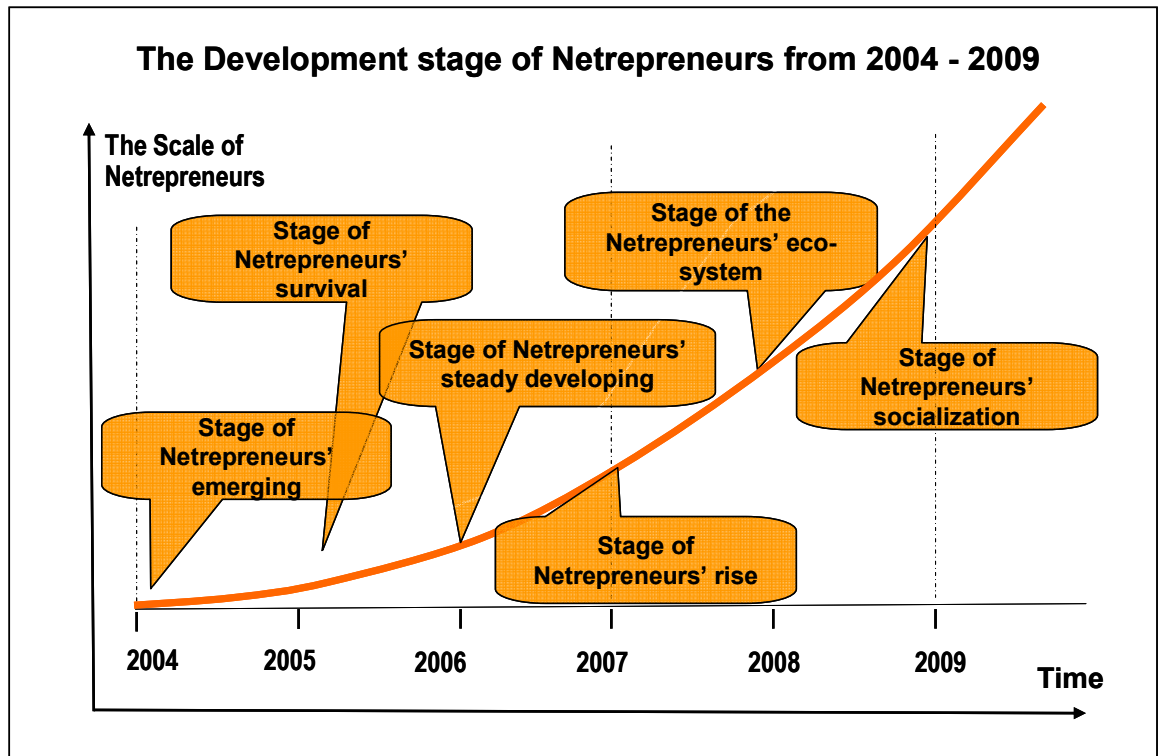 The Development stage of Netrepreneurs from 2004 - 2009
The Scale of
Netrepreneurs
Stage of
Netrepreneurs’
survival
Stage of the
Netrepreneurs’ eco-
system
Stage of Netrepreneurs’
steady developing
Stage of
Netrepreneurs’
socialization
Stage of
Netrepreneurs’
emerging
Stage of
Netrepreneurs’ rise
2004
2005
2006
2007
2008
2009
Time